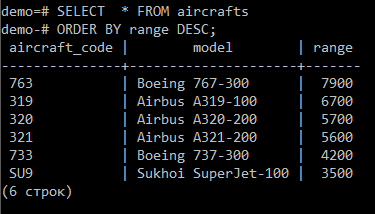 demo=# SELECT  * FROM aircrafts
demo-# ORDER BY range DESC;
 aircraft_code |        model        | range
---------------+---------------------+-------
 763           | Boeing 767-300      |  7900
 319           | Airbus A319-100     |  6700
 320           | Airbus A320-200     |  5700
 321           | Airbus A321-200     |  5600
 733           | Boeing 737-300      |  4200
 SU9           | Sukhoi SuperJet-100 |  3500
(6 строк)